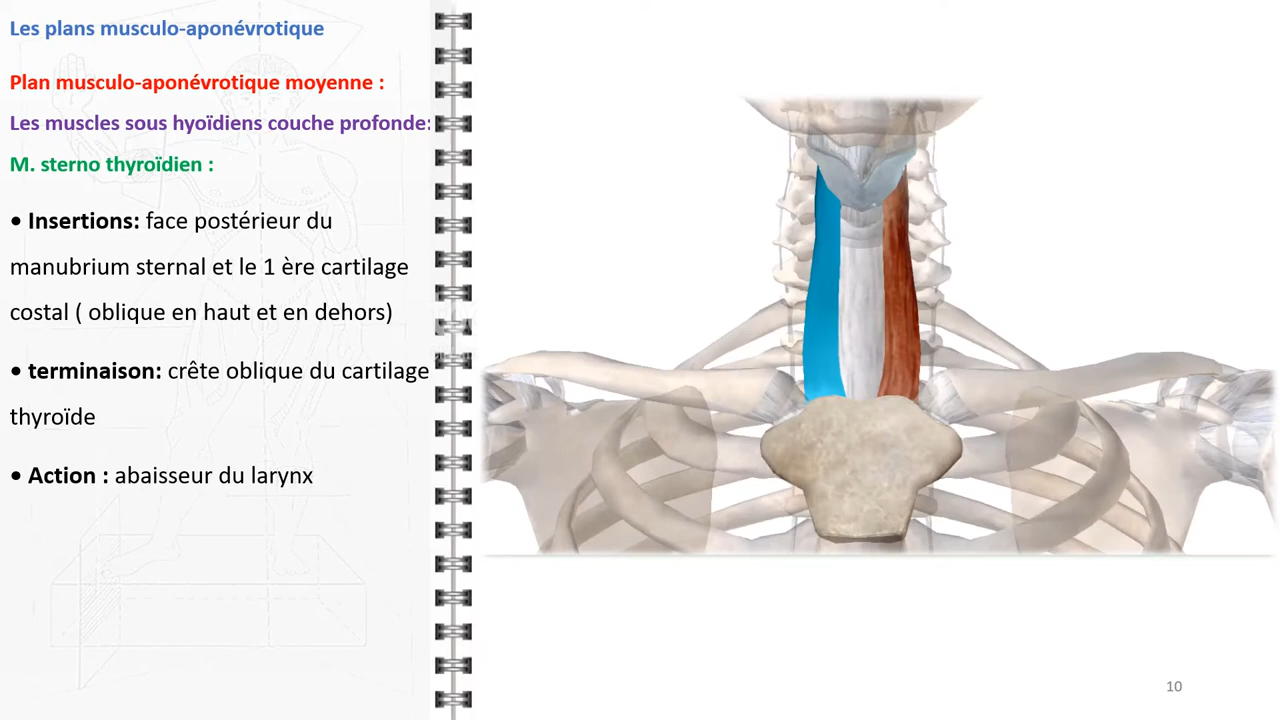 Les plans musculo-aponévrotique
Plan musculo-aponévrotique moyenne :
Les muscles sous hyoïdiens couche profonde:
M. sterno thyroïdien :
• Insertions: face postérieur du
manubrium sternal et le 1 ère cartilage
costal ( oblique en haut et en dehors)
• terminaison: crête oblique du cartilage
thyroïde
• Action : abaisseur du larynx
10